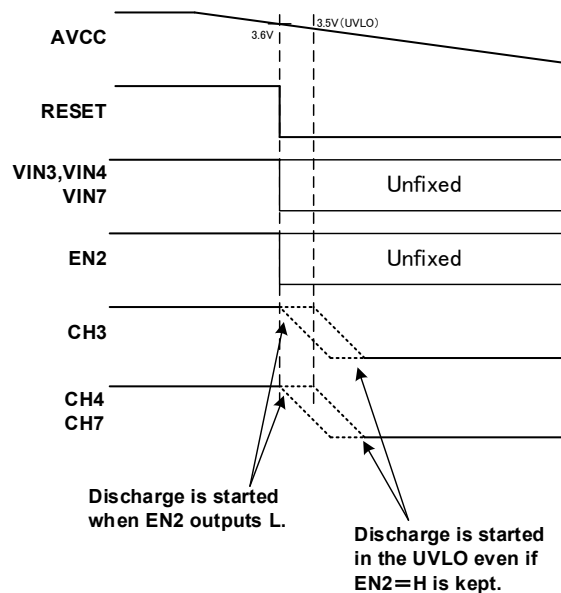 AVCC
3.6V
3.5V(UVLO)
RESET
VIN3,VIN4
VIN7
Unfixed
EN2
Unfixed
CH3
CH4
CH7
Discharge is started
when EN2 outputs L.
Discharge is started
in the UVLO even if
EN2=H is kept.